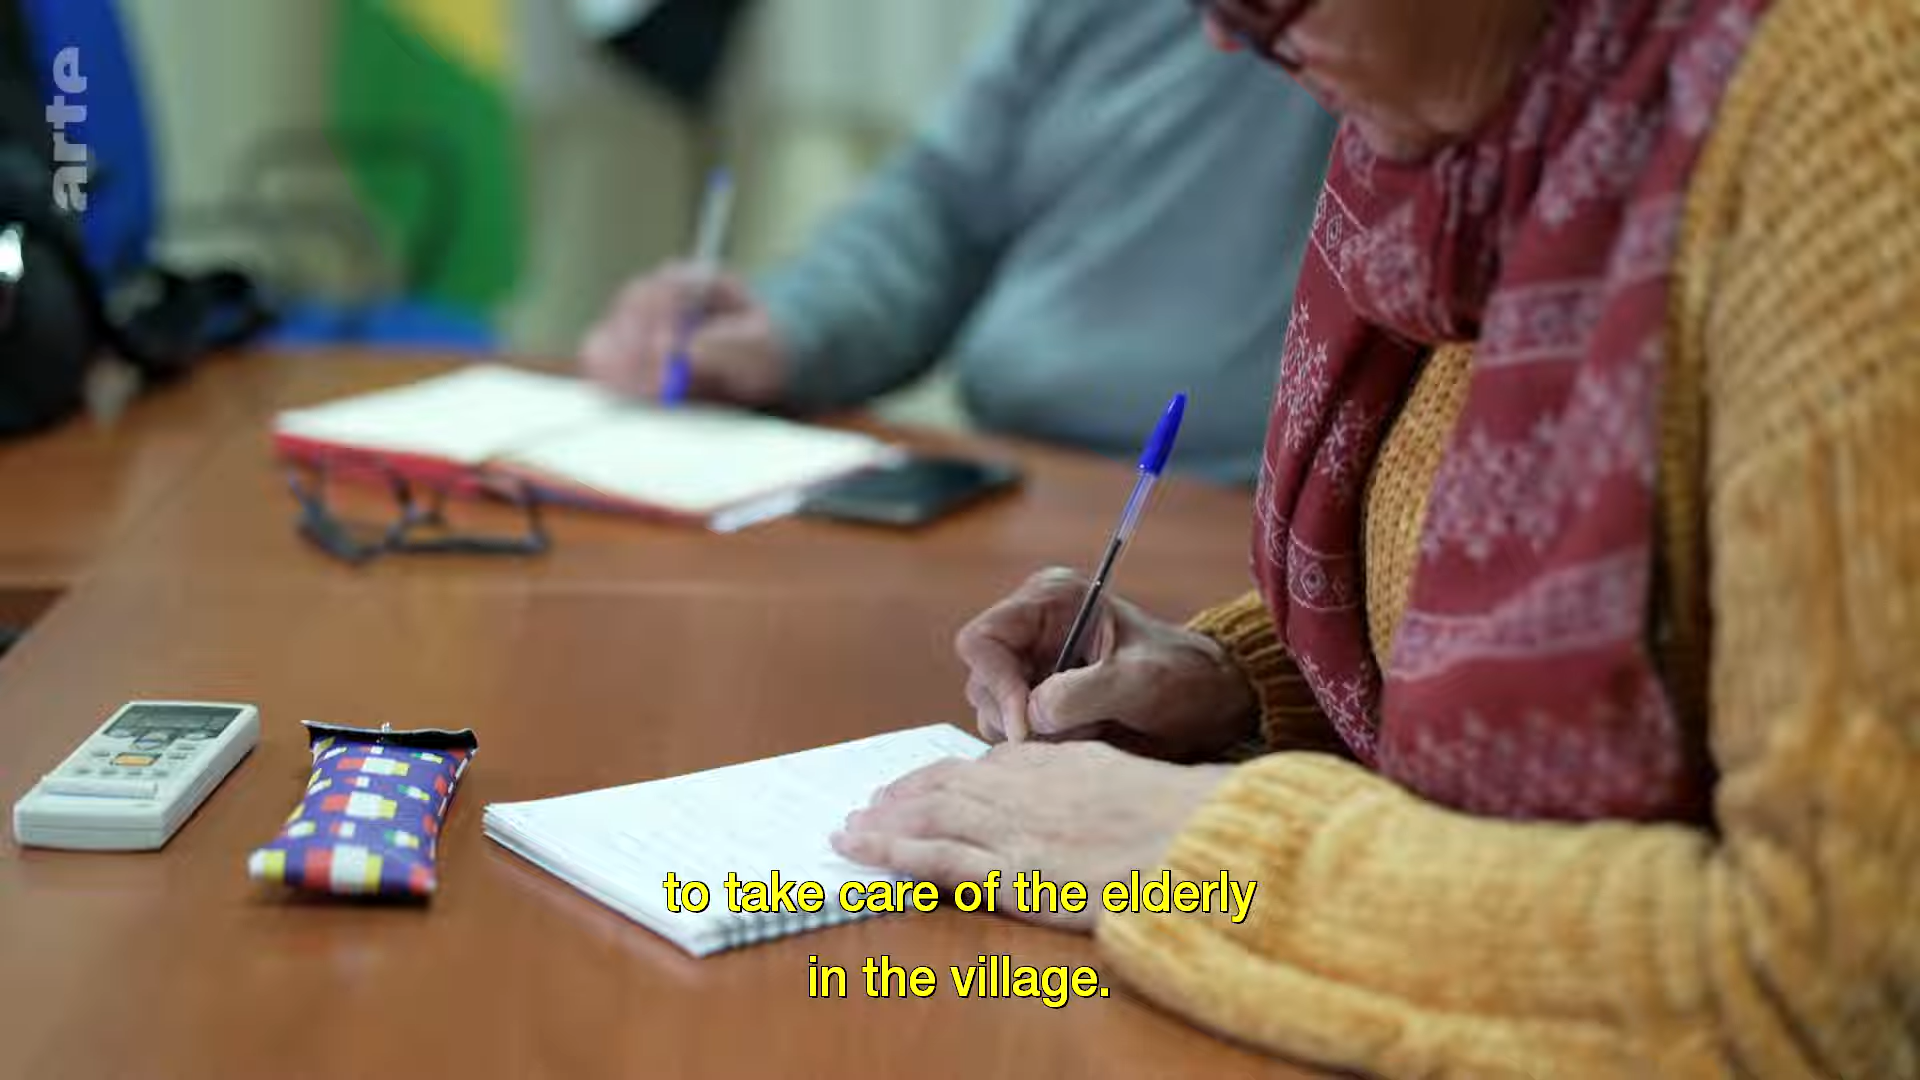 arte
to take care of the elderly
in the village.